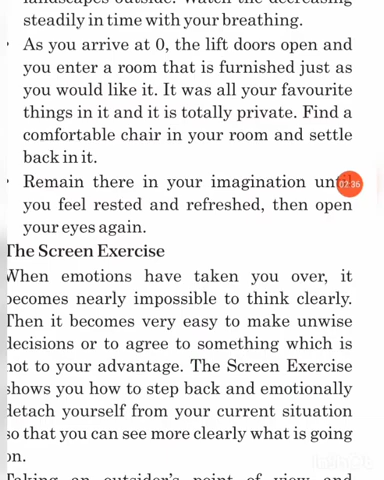 steadily in time with your breathing.
As you arrive at 0, the lift doors open and
you enter a room that is furnished just as
you would like it. It was all your favourite
things in it and it is totally private. Find a
comfortable chair in your room and settle
back in it.
Remain there in your imagination until
02:36
you feel rested and refreshed, then open
your eyes again.
The Screen Exercise
When emotions have taken you over, it
becomes nearly impossible to think clearly.
Then it becomes very easy to make unwise
decisions or to agree to something which is
not to your advantage. The Screen Exercise
shows you how to step back and emotionally
detach yourself from your current situation
so that you can see more clearly what is going
on.
Taking an outsider's point of view and